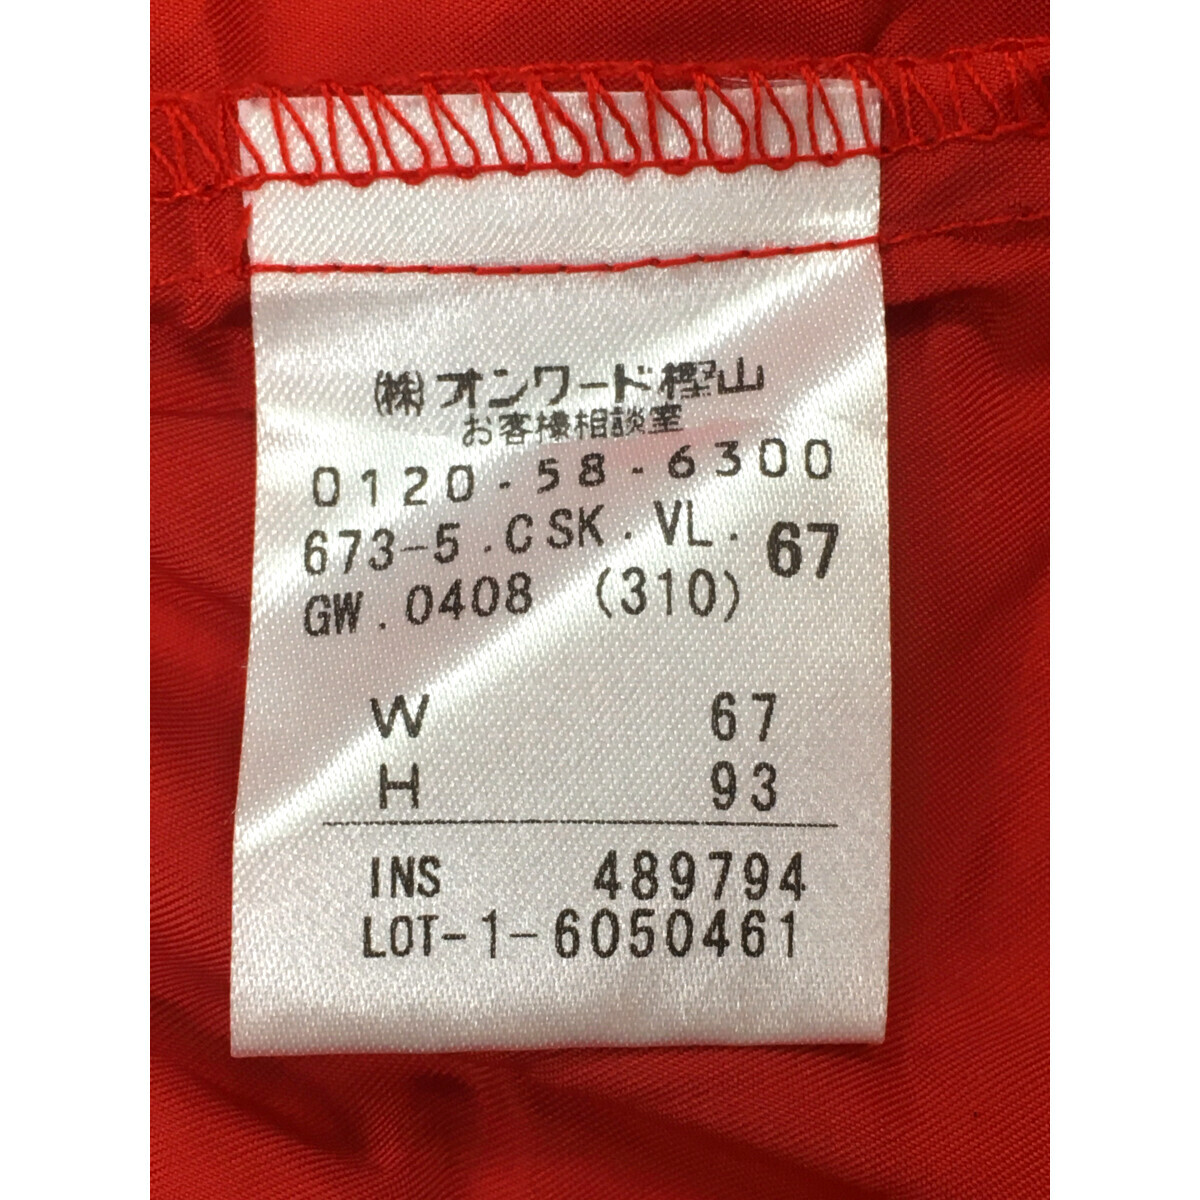 (株)オンワード樫山
お客様相談室
0120-58-6300
673-5.CSK.VL. 67
GW.0408 (310)
W 67
H 93
INS 489794
LOT-1-6050461